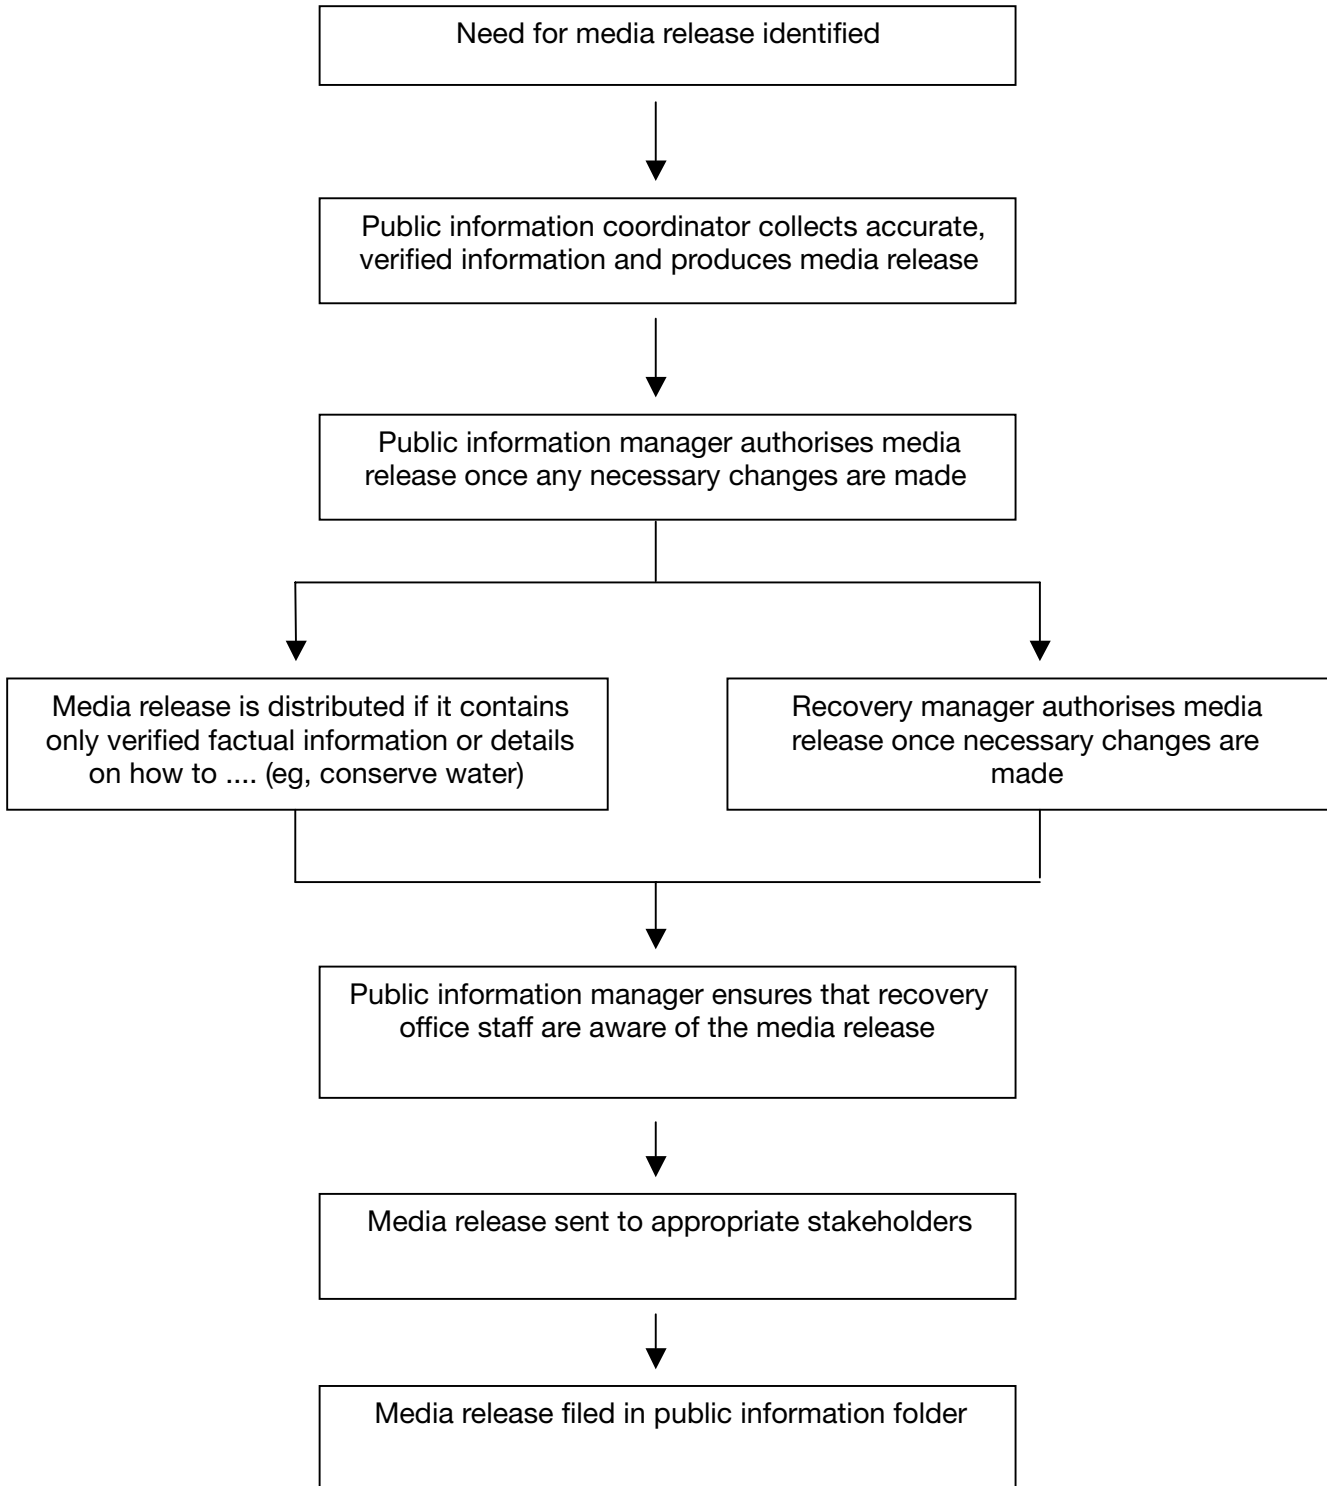 Need for media release identified
Public information coordinator collects accurate,
verified information and produces media release
Public information manager authorises media
release once any necessary changes are made
Media release is distributed if it contains
only verified factual information or details
on how to .... (eg, conserve water)
Recovery manager authorises media
release once necessary changes are
made
Public information manager ensures that recovery
office staff are aware of the media release
Media release sent to appropriate stakeholders
Media release filed in public information folder